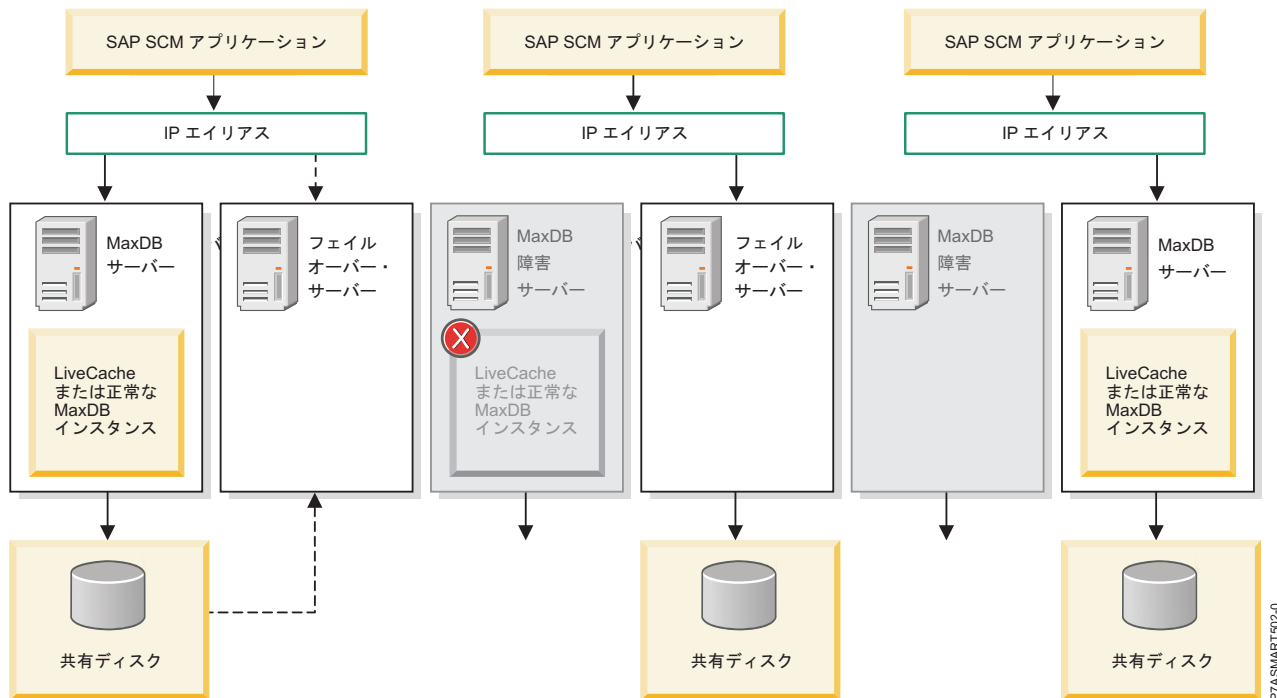 SAP SCM アプリケーション
SAP SCM アプリケーション
SAP SCM アプリケーション
IP エイリアス
IP エイリアス
IP エイリアス
MaxDB
サーバー
フェイル
オーバー・
サーバー
MaxDB
障害
サーバー
フェイル
オーバー・
サーバー
MaxDB
障害
サーバー
MaxDB
サーバー
LiveCache
または正常な
MaxDB
インスタンス
LiveCache
または正常な
MaxDB
インスタンス
LiveCache
または正常な
MaxDB
インスタンス
共有ディスク
共有ディスク
共有ディスク